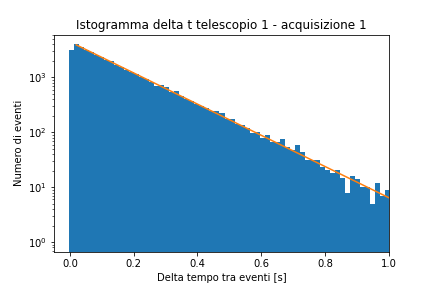 Istogramma delta t telescopio 1 - acquisizione 1
Numero di eventi
10³
10²
10¹
10⁰
0.0 0.2 0.4 0.6 0.8 1.0
Delta tempo tra eventi [s]